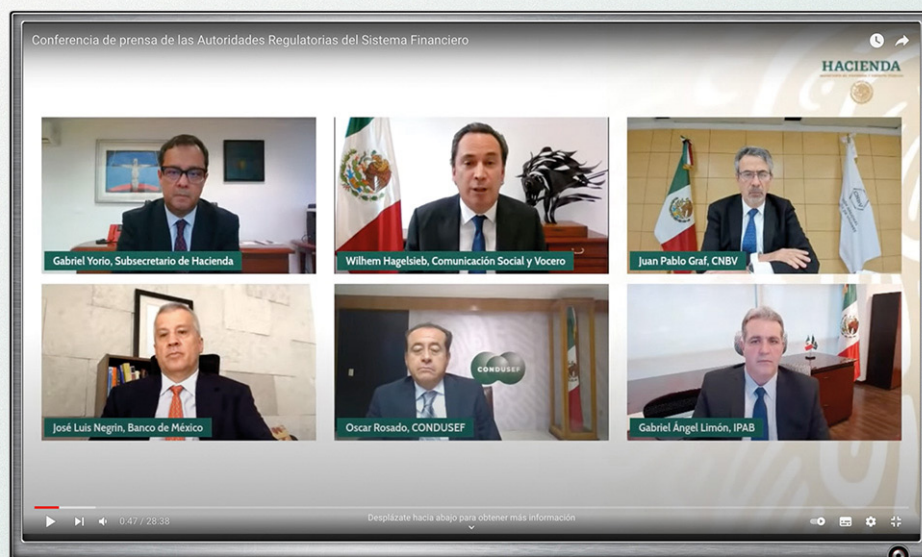 Conferencia de prensa de las Autoridades Regulatorias del Sistema Financiero
HACIENDA
Gabriel Yorio, Subsecretario de Hacienda
Wilhem Hagelsieb, Comunicación Social y Vocero
Juan Pablo Graf, CNBV
CONDUSEF
José Luis Negrin, Banco de México
Oscar Rosado, CONDUSEF
Gabriel Ángel Limón, IPAB
0:47 / 28:38
Desplázate hacia abajo para obtener más información